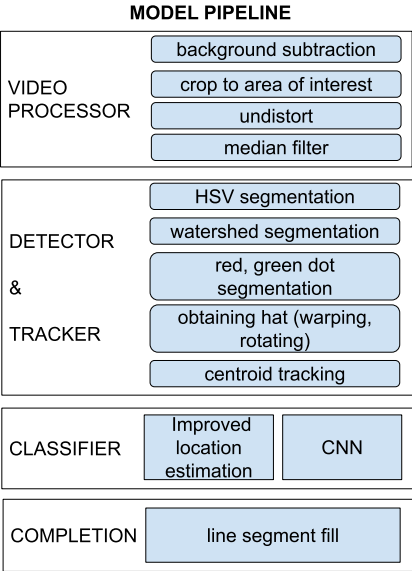 MODEL PIPELINE
VIDEO
PROCESSOR
background subtraction
crop to area of interest
undistort
median filter
DETECTOR
&
TRACKER
HSV segmentation
watershed segmentation
red, green dot
segmentation
obtaining hat (warping,
rotating)
centroid tracking
CLASSIFIER
Improved
location
estimation
CNN
COMPLETION
line segment fill